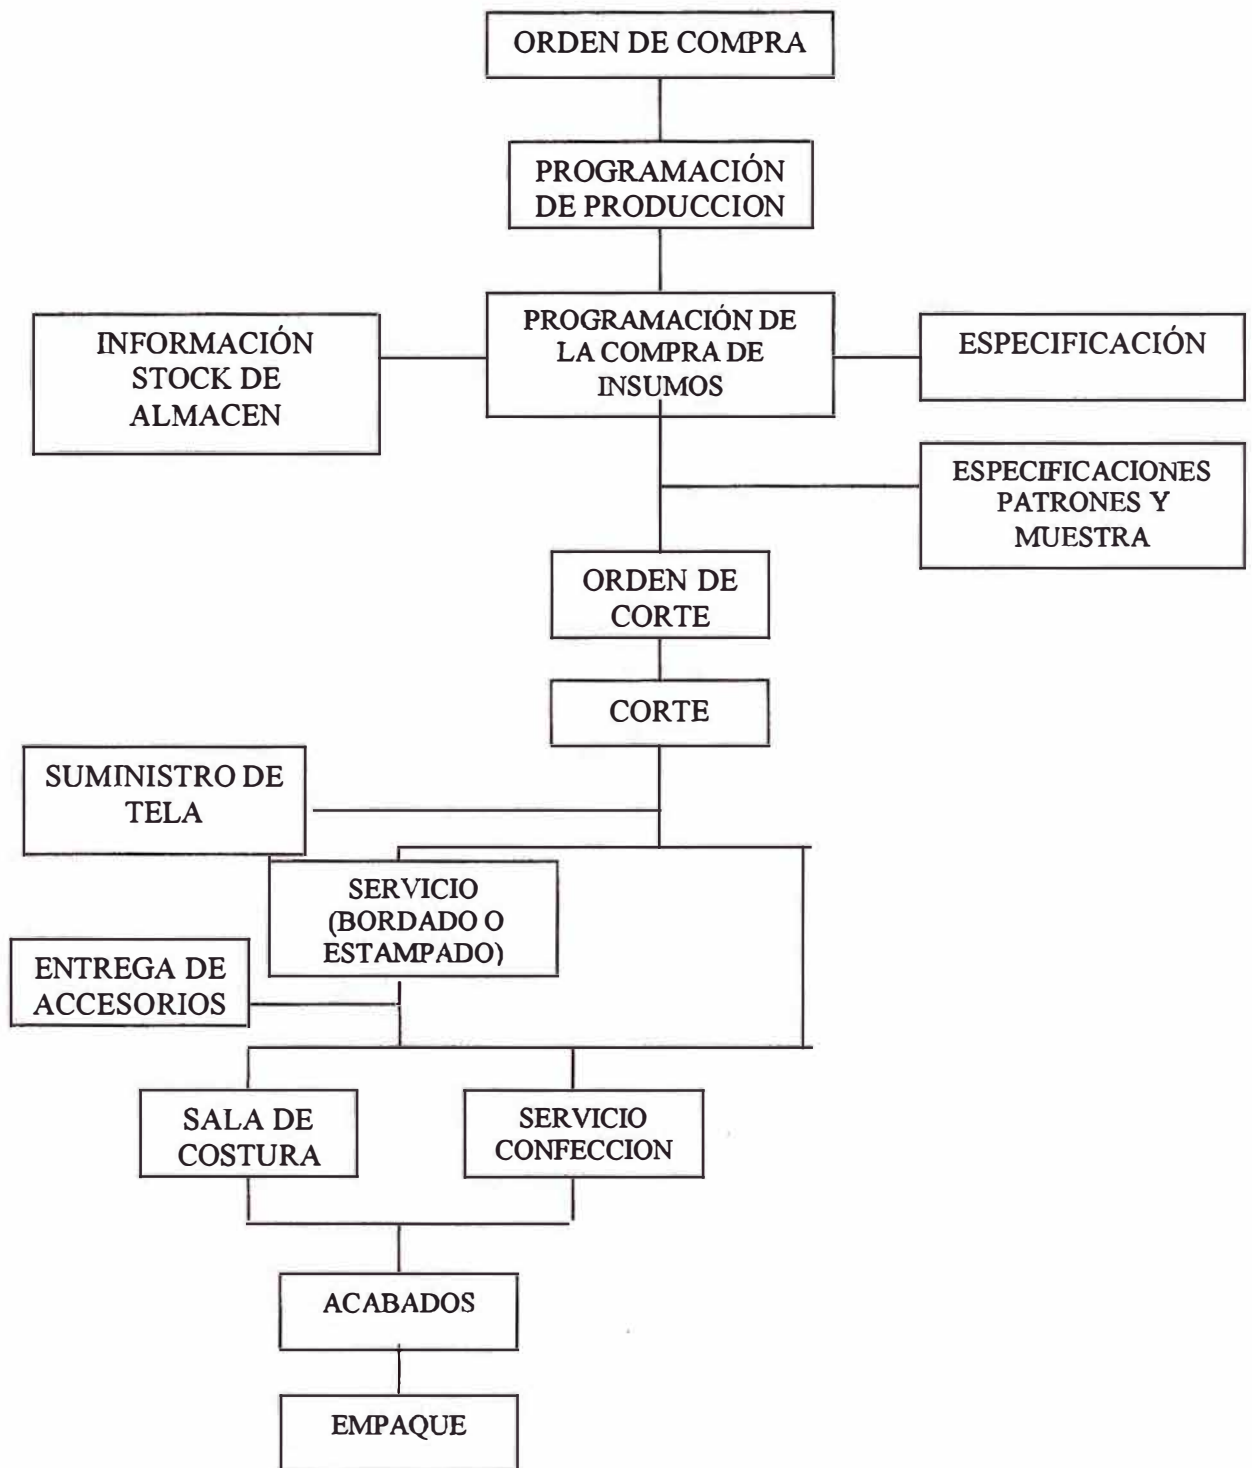 ORDEN DE COMPRA
PROGRAMACIÓN
DE PRODUCCION
PROGRAMACIÓN DE
LA COMPRA DE
INSUMOS
INFORMACIÓN
STOCK DE
ALMACEN
ESPECIFICACIÓN
ESPECIFICACIONES
PATRONES Y
MUESTRA
ORDEN DE
CORTE
CORTE
SUMINISTRO DE
TELA
SERVICIO
(BORDADO O
ESTAMPADO)
ENTREGA DE
ACCESORIOS
SALA DE
COSTURA
SERVICIO
CONFECCION
ACABADOS
EMPAQUE